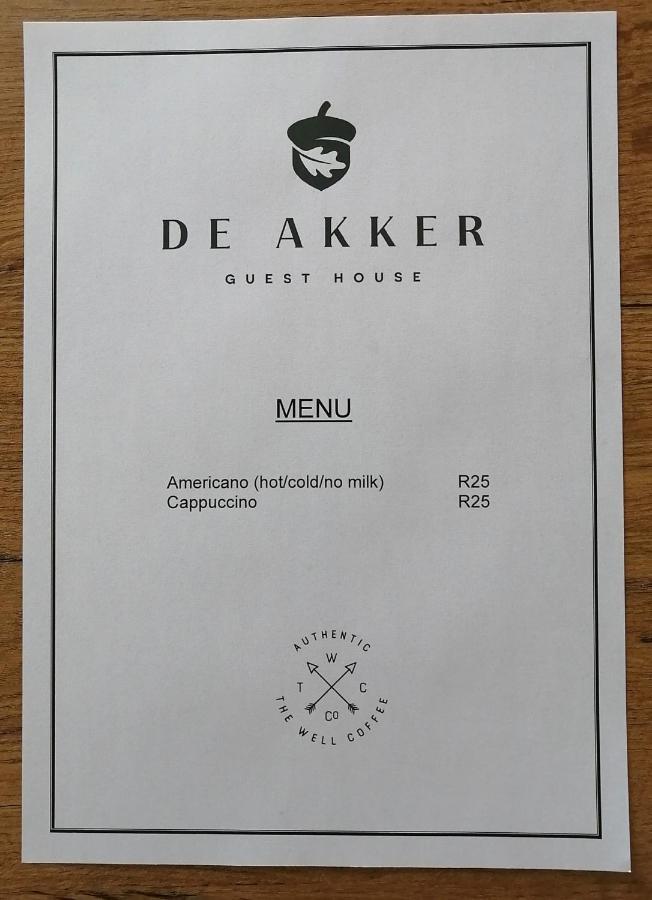 DE AKKER
GUEST HOUSE
MENU
Americano (hot/cold/no milk) R25
Cappuccino R25
AUTHENTIC
W
T C
CO
THE WELL COFFEE